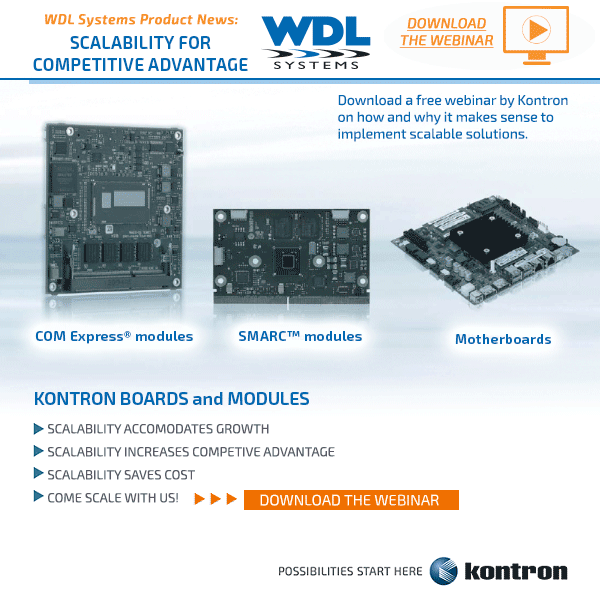 WDL Systems Product News:
SCALABILITY FOR
COMPETITIVE ADVANTAGE
WDL
SYSTEMS
DOWNLOAD
THE WEBINAR
Download a free webinar by Kontron
on how and why it makes sense to
implement scalable solutions.
COM Express® modules
SMARC™ modules
Motherboards
KONTRON BOARDS and MODULES
SCALABILITY ACCOMODATES GROWTH
SCALABILITY INCREASES COMPETIVE ADVANTAGE
SCALABILITY SAVES COST
COME SCALE WITH US!
DOWNLOAD THE WEBINAR
POSSIBILITIES START HERE
kontron